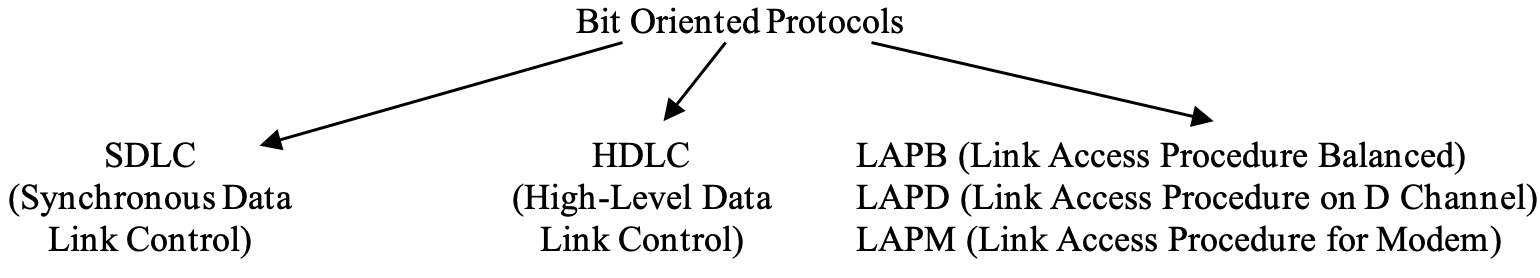 Bit Oriented Protocols
SDLC
(Synchronous Data
Link Control)
HDLC
(High-Level Data
Link Control)
LAPB (Link Access Procedure Balanced)
LAPD (Link Access Procedure on D Channel)
LAPM (Link Access Procedure for Modem)